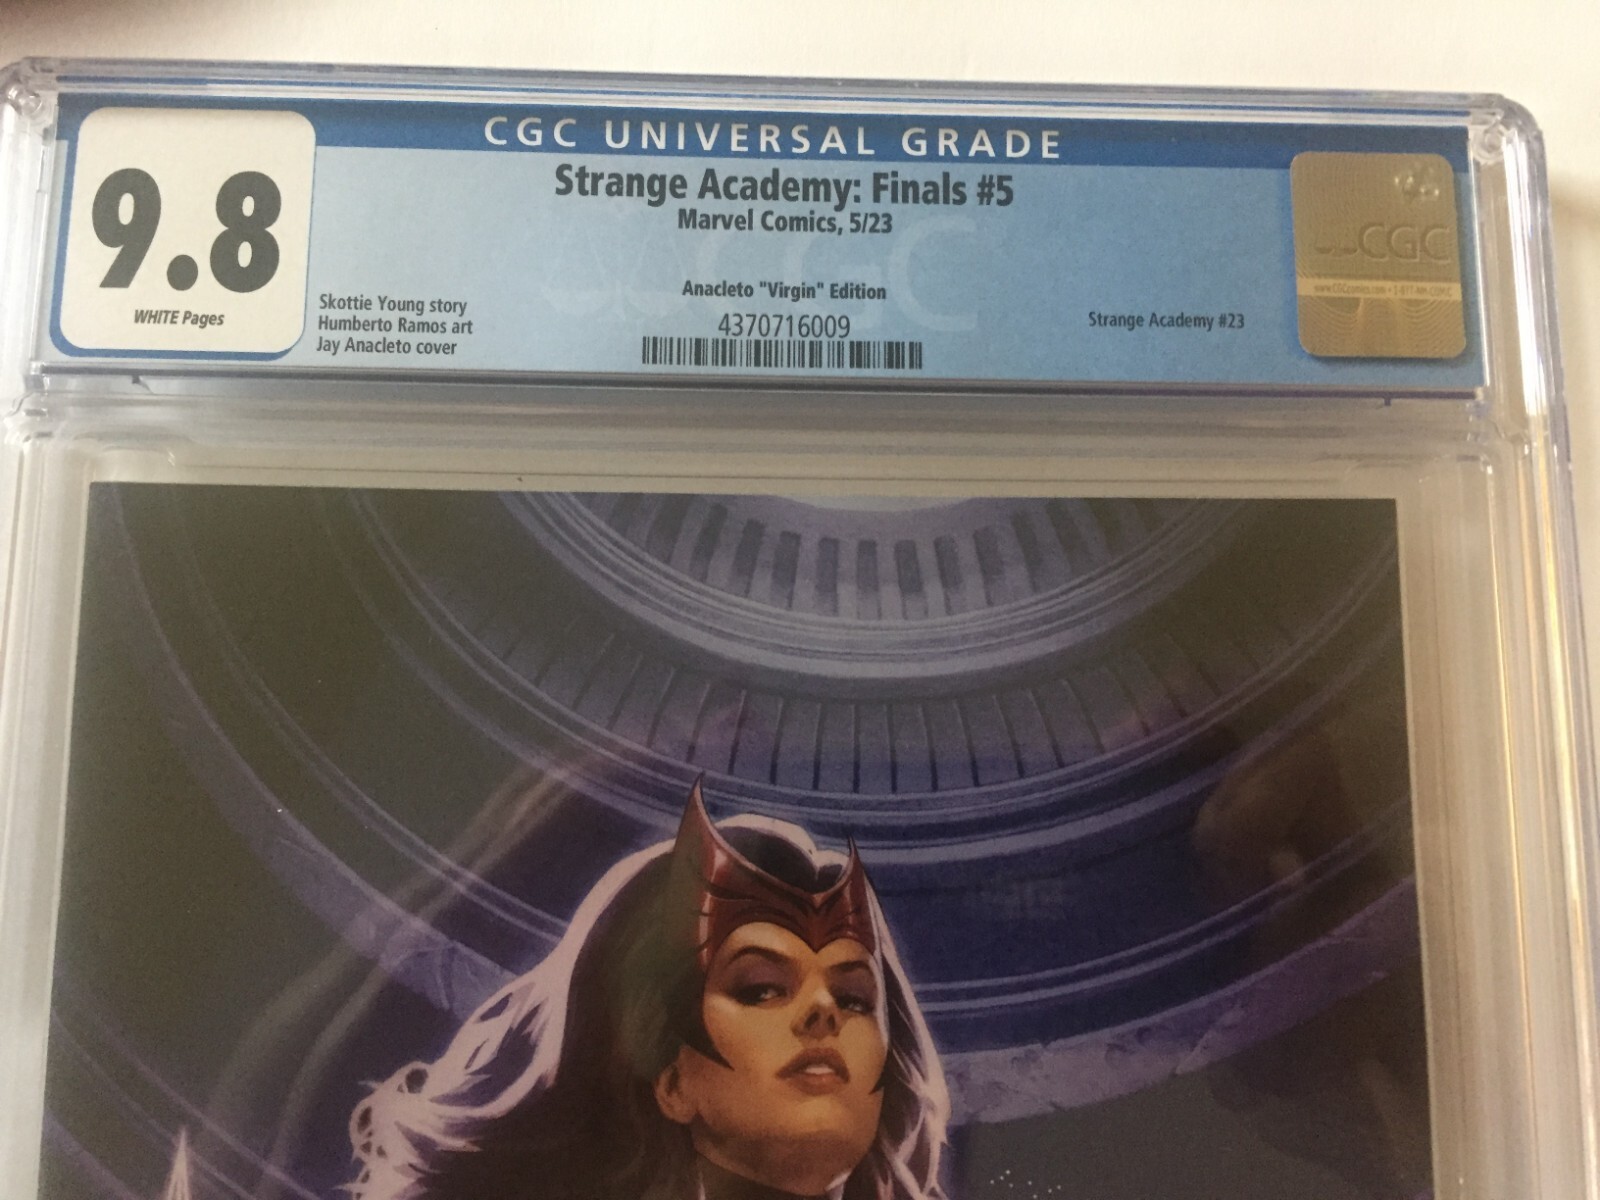 CGC UNIVERSAL GRADE
9.8
WHITE Pages
Strange Academy: Finals #5
Marvel Comics, 5/23
Anacleto "Virgin" Edition
4370716009
Skottie Young story
Humberto Ramos art
Jay Anacleto cover
Strange Academy #23
CGC
CGC